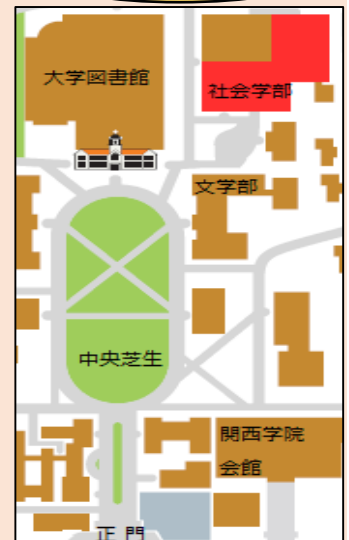 大学図書館
社会学部
文学部
中央芝生
関西学院
会館
正門